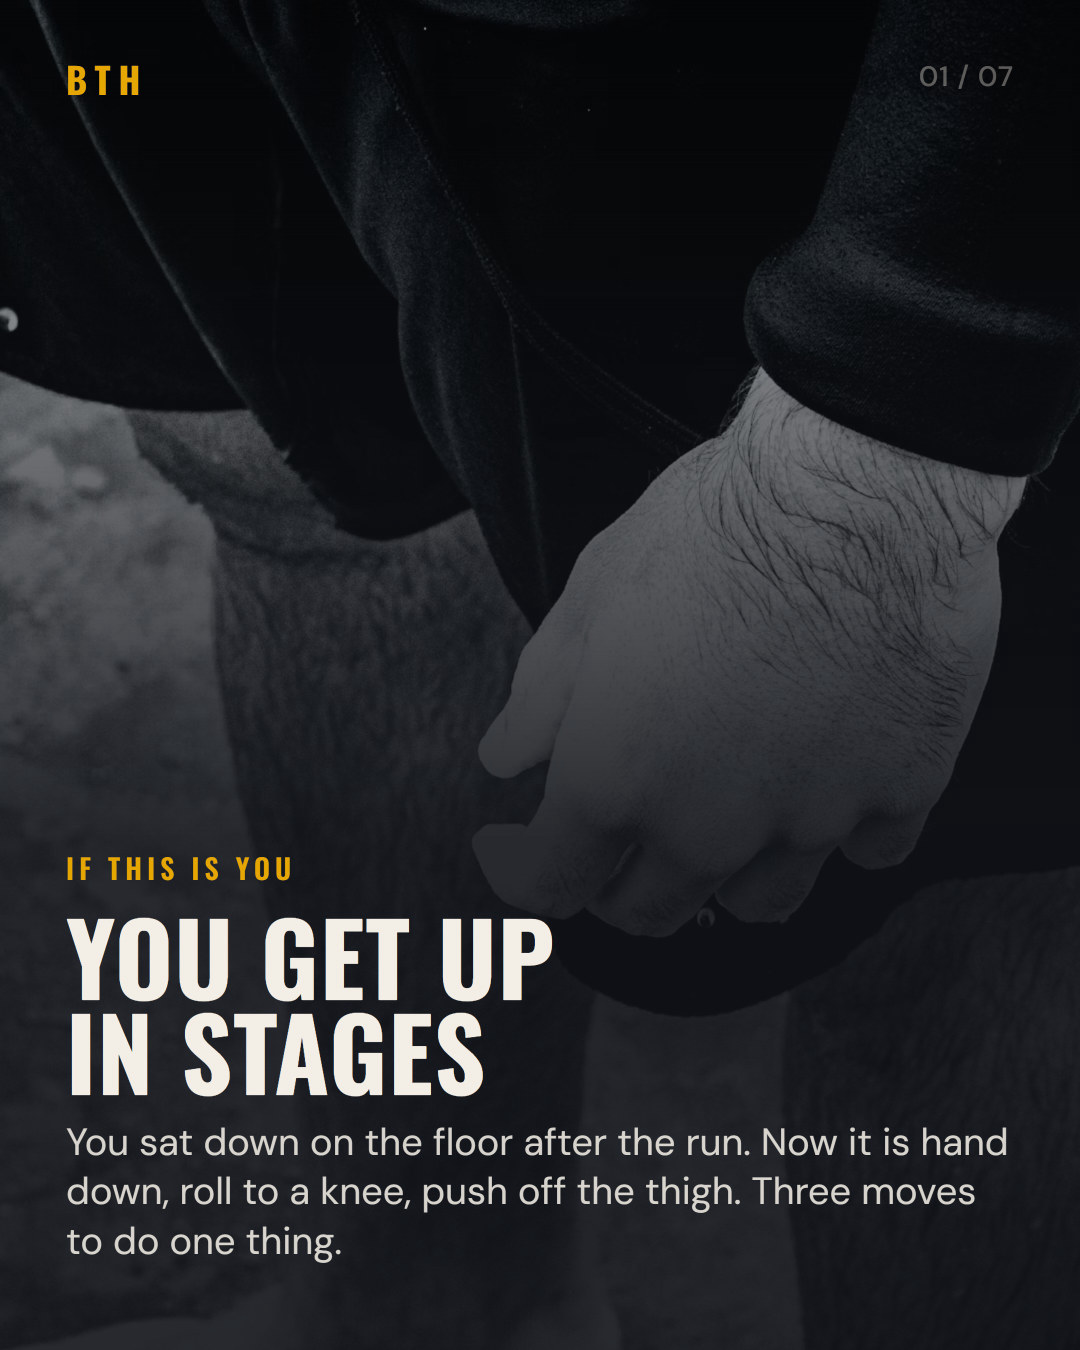 BTH
01 / 07
IF THIS IS YOU
YOU GET UP
IN STAGES
You sat down on the floor after the run. Now it is hand
down, roll to a knee, push off the thigh. Three moves
to do one thing.